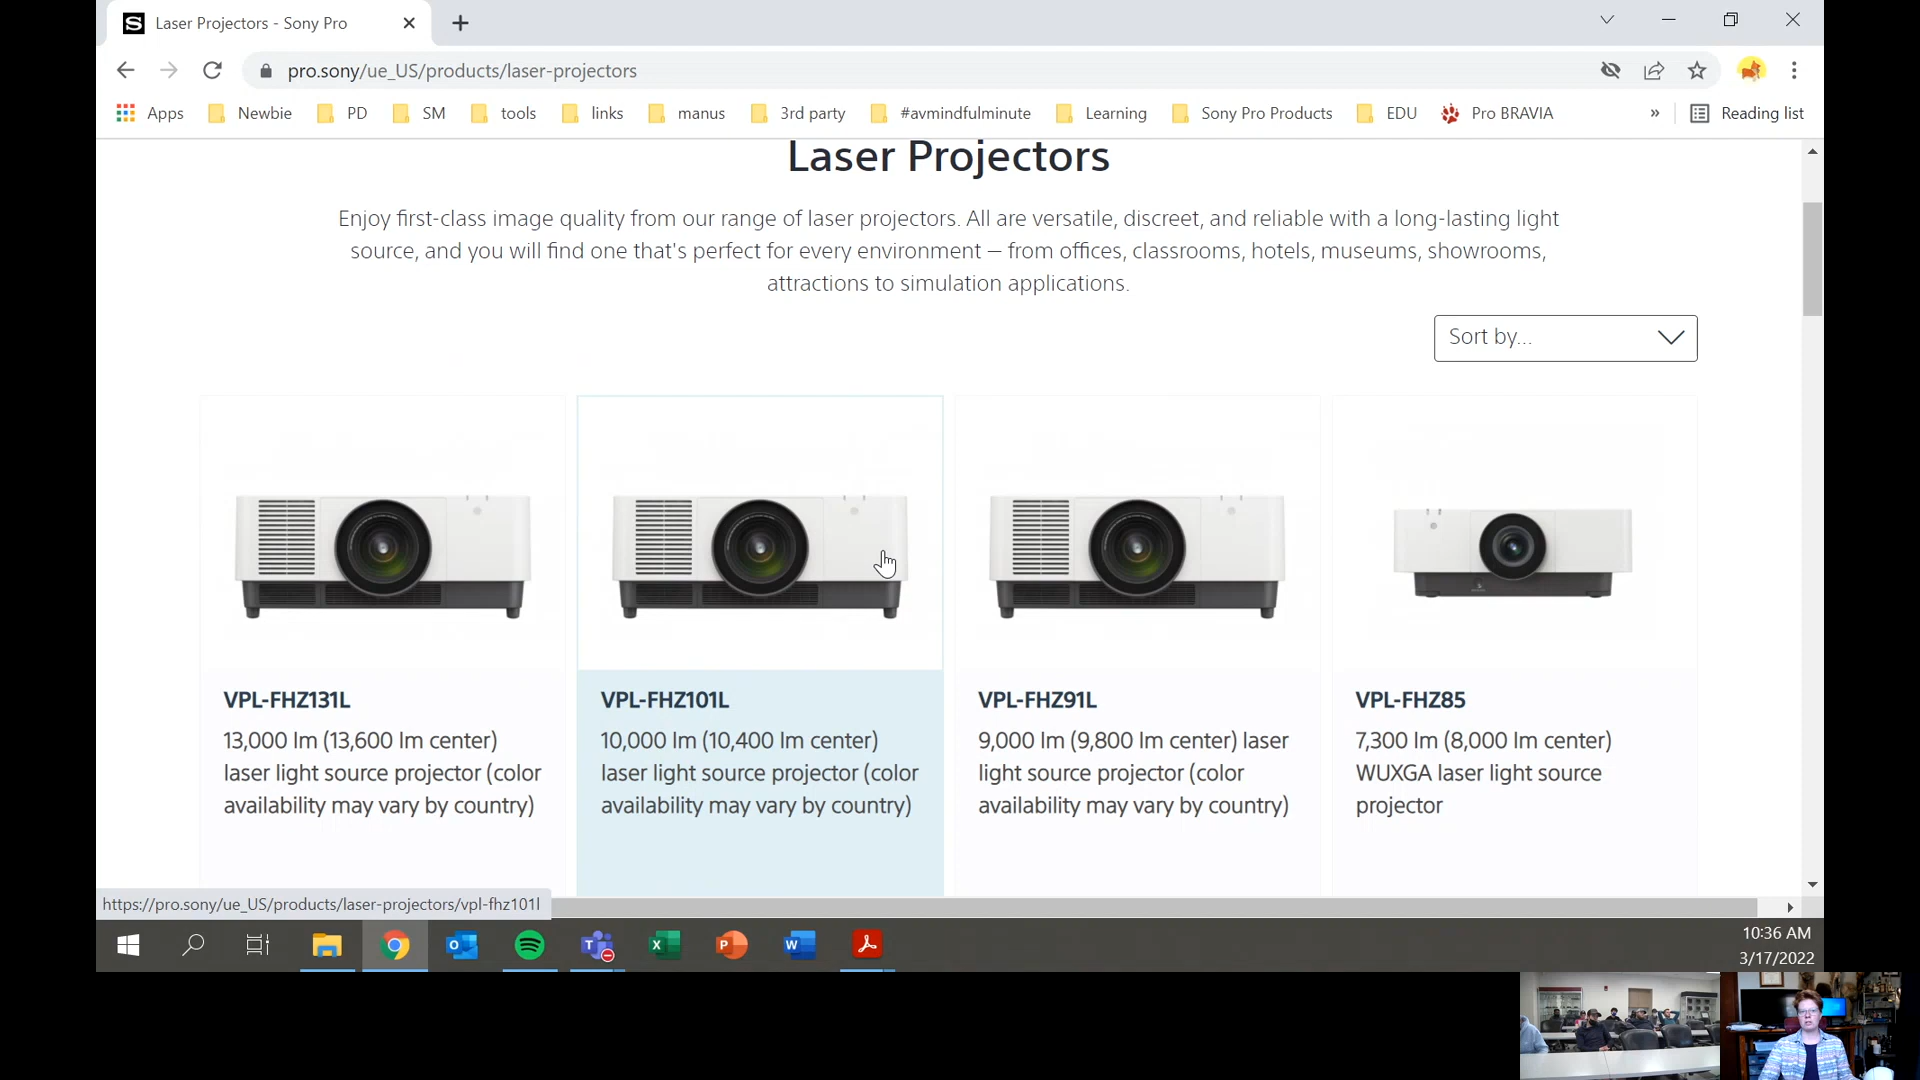 Laser Projectors - Sony Pro
pro.sony/ue_US/products/laser-projectors
Apps
Newbie
PD
SM
tools
links
manus
3rd party
#avmindfulminute
Learning
Sony Pro Products
EDU
Pro BRAVIA
»
Reading list
Laser Projectors
Enjoy first-class image quality from our range of laser projectors. All are versatile, discreet, and reliable with a long-lasting light
source, and you will find one that's perfect for every environment – from offices, classrooms, hotels, museums, showrooms,
attractions to simulation applications.
Sort by...
VPL-FHZ131L
13,000 lm (13,600 lm center)
laser light source projector (color
availability may vary by country)
VPL-FHZ101L
10,000 lm (10,400 lm center)
laser light source projector (color
availability may vary by country)
VPL-FHZ91L
9,000 lm (9,800 lm center) laser
light source projector (color
availability may vary by country)
VPL-FHZ85
7,300 lm (8,000 lm center)
WUXGA laser light source
projector
https://pro.sony/ue_US/products/laser-projectors/vpl-fhz101l
10:36 AM
3/17/2022